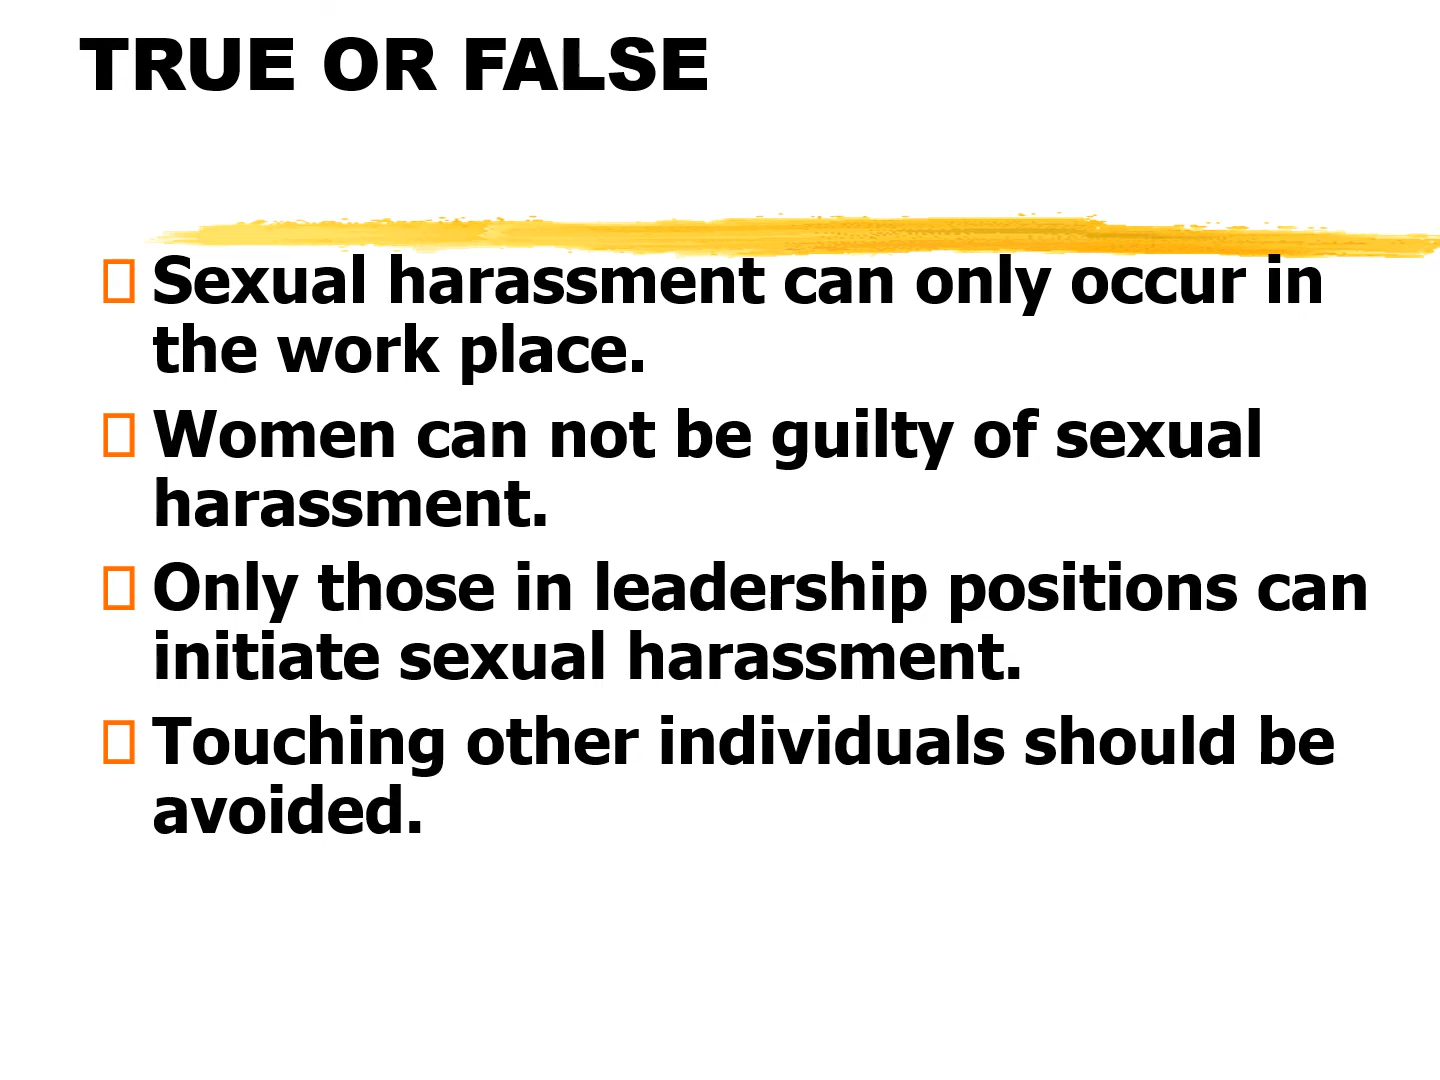 TRUE OR FALSE
Sexual harassment can only occur in
the work place.
Women can not be guilty of sexual
harassment.
Only those in leadership positions can
initiate sexual harassment.
Touching other individuals should be
avoided.